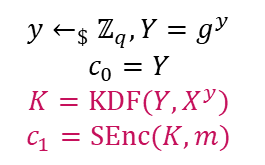 y ←$ ℤq, Y = g^y
c₀ = Y
K = KDF(Y, X^y)
c₁ = SEnc(K, m)